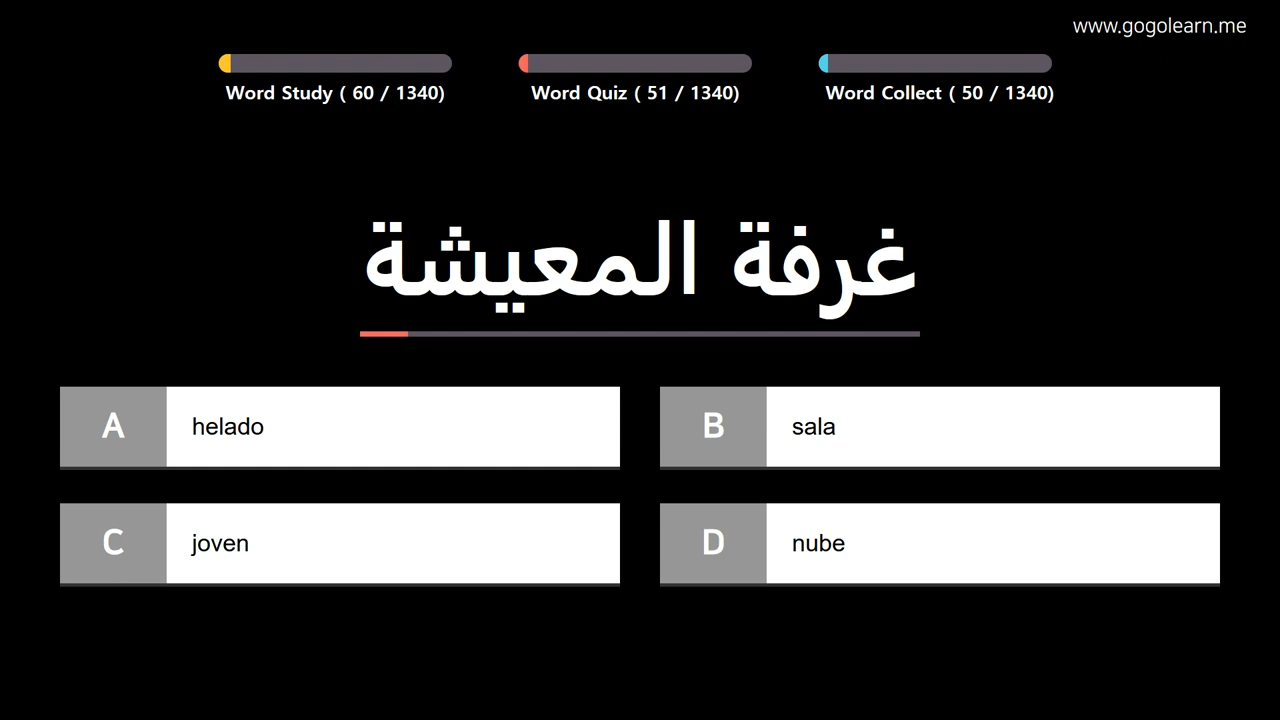 www.gogolearn.me
Word Study ( 60 / 1340)
Word Quiz ( 51 / 1340)
Word Collect ( 50 / 1340)
غرفة المعيشة
A helado
B sala
C joven
D nube